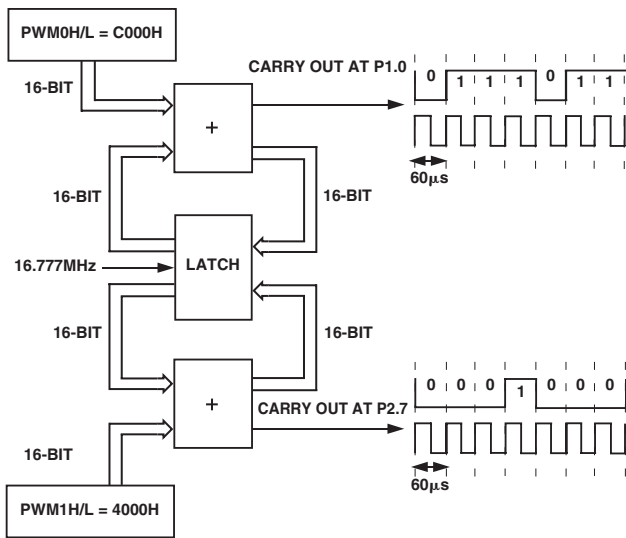 PWM0H/L = C000H
16-BIT
CARRY OUT AT P1.0
0 1 1 1 0 1 1
+
60μs
16-BIT
16-BIT
16.777MHz
LATCH
16-BIT
16-BIT
0 0 0 1 0 0 0
+
CARRY OUT AT P2.7
16-BIT
60μs
PWM1H/L = 4000H